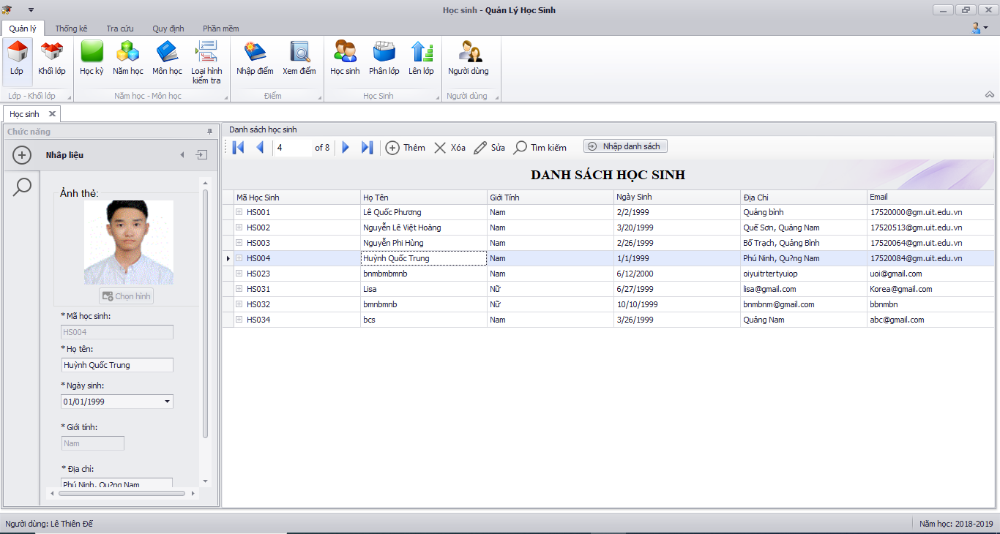 Học sinh - Quản Lý Học Sinh
Quản lý Thống kê Tra cứu Quy định Phần mềm
Lớp Khối lớp Học kỳ Năm học Môn học Loại hình kiểm tra Nhập điểm Xem điểm Học sinh Phân lớp Lên lớp Người dùng
Lớp - Khối lớp Năm học - Môn học Điểm Học Sinh Người dùng
Học sinh
Chức năng
Nhập liệu
Ảnh thẻ:
Chọn hình
* Mã học sinh:
HS004
* Họ tên:
Huỳnh Quốc Trung
* Ngày sinh:
01/01/1999
* Giới tính:
Nam
* Địa chỉ:
Phú Ninh, Qu?ng Nam
Danh sách học sinh
4 of 8 Thêm Xóa Sửa Tìm kiếm Nhập danh sách
DANH SÁCH HỌC SINH
Mã Học Sinh Họ Tên Giới Tính Ngày Sinh Địa Chỉ Email
HS001 Lê Quốc Phương Nam 2/2/1999 Quảng bình 17520000@gm.uit.edu.vn
HS002 Nguyễn Lê Việt Hoàng Nam 3/20/1999 Quế Sơn, Quảng Nam 17520513@gm.uit.edu.vn
HS003 Nguyễn Phi Hùng Nam 2/26/1999 Bố Trạch, Quảng Bình 17520064@gm.uit.edu.vn
HS004 Huỳnh Quốc Trung Nam 1/1/1999 Phú Ninh, Qu?ng Nam 17520084@gm.uit.edu.vn
HS023 bnmbmbmnb Nam 6/12/2000 oiyuitrtertyuiop uoi@gmail.com
HS031 Lisa Nữ 6/27/1999 lisa@gmail.com Korea@gmail.com
HS032 bmnbmnb Nữ 10/10/1999 bnmbnm@gmail.com bbnmbn
HS034 bcs Nam 3/26/1999 Quảng Nam abc@gmail.com
Người dùng: Lê Thiên Đế
Năm học: 2018-2019